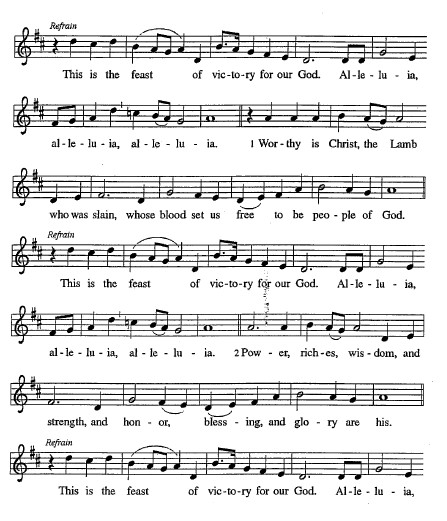 Refrain
This is the feast of vic-to-ry for our God. Al-le-lu-ia,
al-le-lu-ia, al-le-lu-ia. 1 Wor-thy is Christ, the Lamb
who was slain, whose blood set us free to be peo-ple of God.
Refrain
This is the feast of vic-to-ry for our God. Al-le-lu-ia,
al-le-lu-ia, al-le-lu-ia. 2 Pow-er, rich-es, wis-dom, and
strength, and hon-or, bless-ing, and glo-ry are his.
Refrain
This is the feast of vic-to-ry for our God. Al-le-lu-ia,